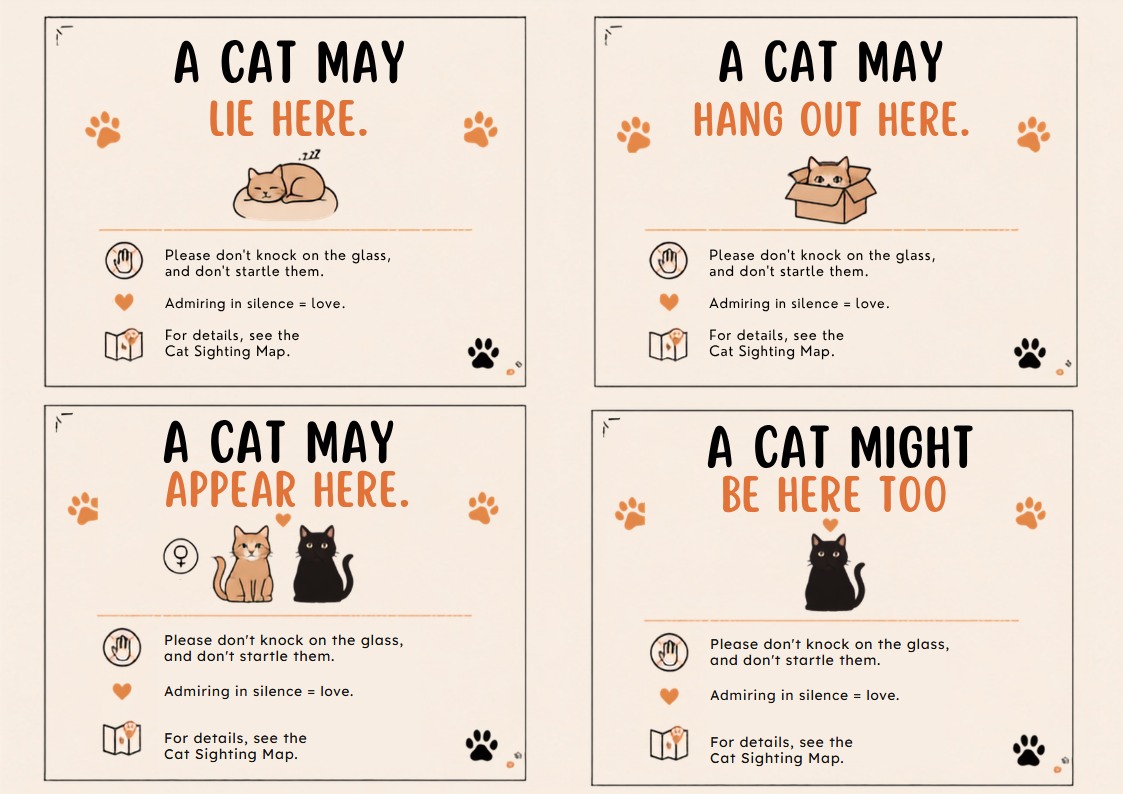 A CAT MAY
LIE HERE.
.zzz
Please don't knock on the glass,
and don't startle them.
Admiring in silence = love.
For details, see the
Cat Sighting Map.
A CAT MAY
HANG OUT HERE.
Please don't knock on the glass,
and don't startle them.
Admiring in silence = love.
For details, see the
Cat Sighting Map.
A CAT MAY
APPEAR HERE.
Please don't knock on the glass,
and don't startle them.
Admiring in silence = love.
For details, see the
Cat Sighting Map.
A CAT MIGHT
BE HERE TOO
Please don't knock on the glass,
and don't startle them.
Admiring in silence = love.
For details, see the
Cat Sighting Map.